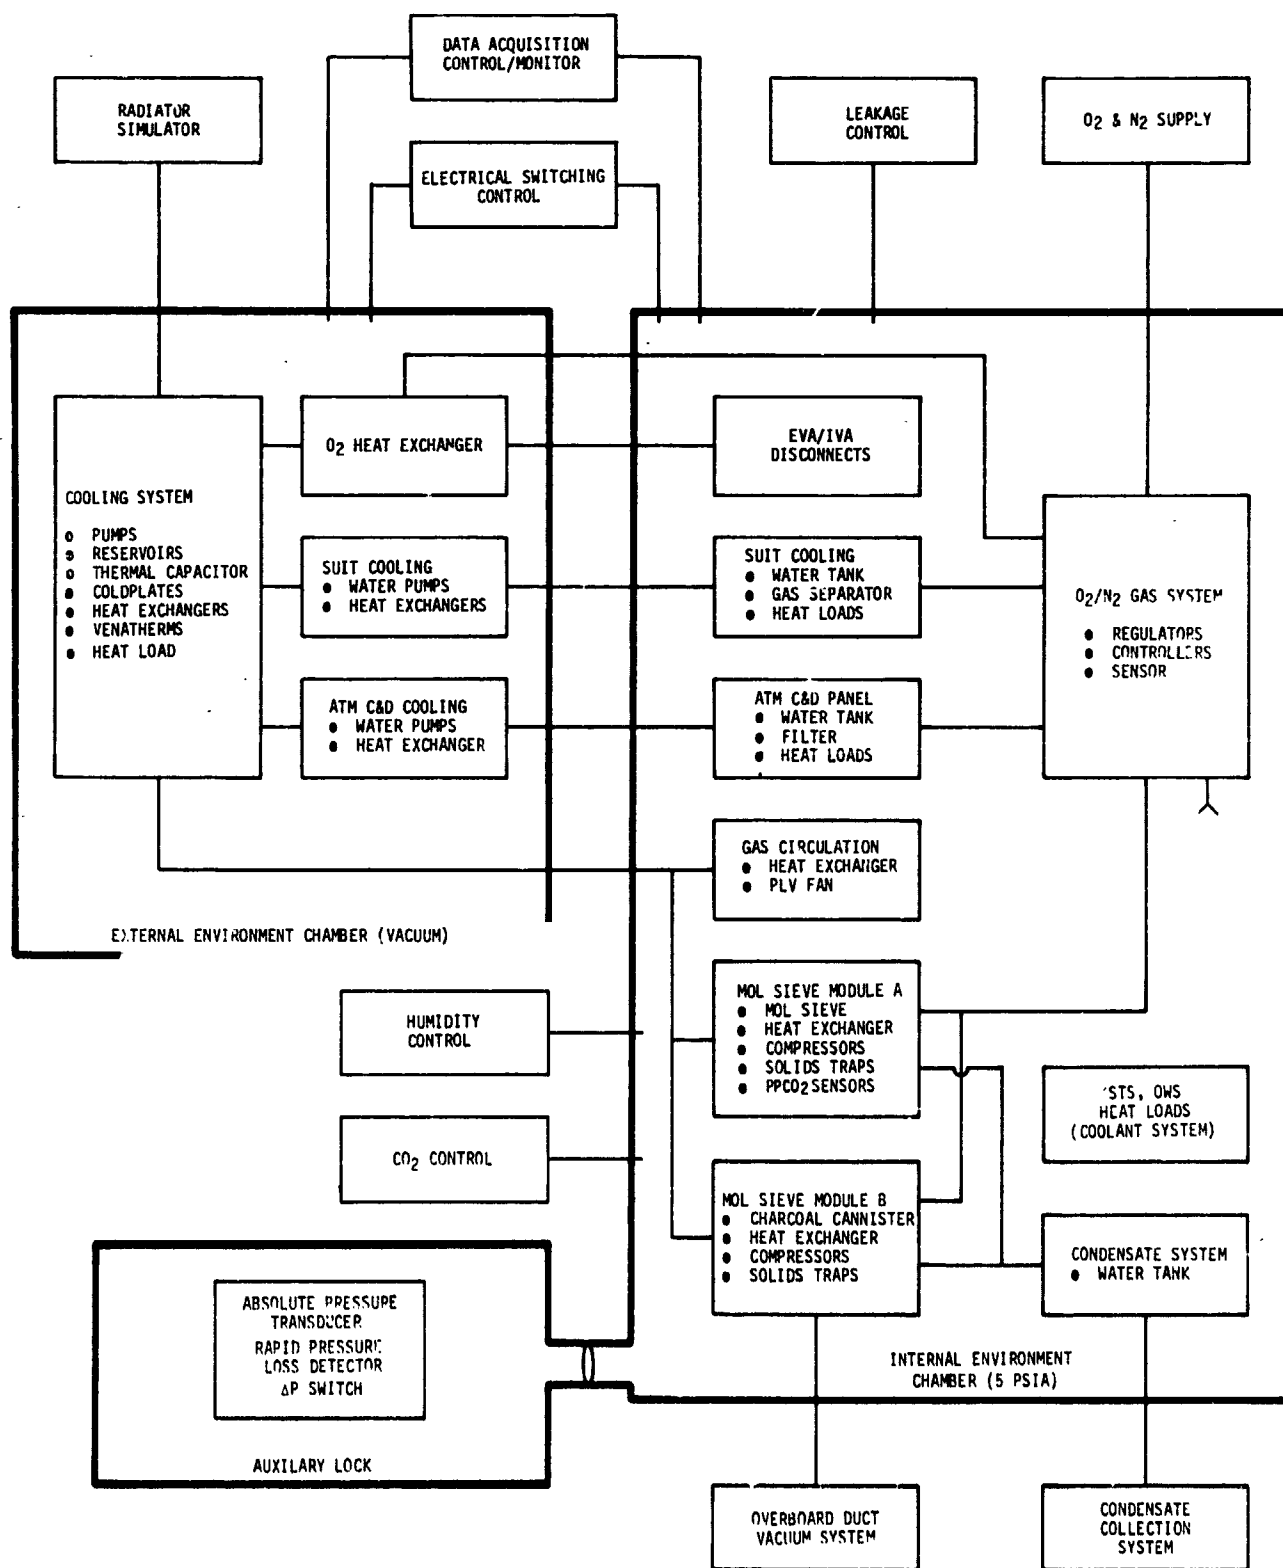 DATA ACQUISITION
CONTROL/MONITOR
RADIATOR
SIMULATOR
LEAKAGE
CONTROL
O2 & N2 SUPPLY
ELECTRICAL SWITCHING
CONTROL
O2 HEAT EXCHANGER
EVA/IVA
DISCONNECTS
COOLING SYSTEM
● PUMPS
● RESERVOIRS
● THERMAL CAPACITOR
● COLDPLATES
● HEAT EXCHANGERS
● VENATHERMS
● HEAT LOAD
SUIT COOLING
● WATER PUMPS
● HEAT EXCHANGERS
SUIT COOLING
● WATER TANK
● GAS SEPARATOR
● HEAT LOADS
O2/N2 GAS SYSTEM
● REGULATORS
● CONTROLLERS
● SENSOR
ATM C&D COOLING
● WATER PUMPS
● HEAT EXCHANGER
ATM C&D PANEL
● WATER TANK
● FILTER
● HEAT LOADS
GAS CIRCULATION
● HEAT EXCHANGER
● PLV FAN
EXTERNAL ENVIRONMENT CHAMBER (VACUUM)
HUMIDITY
CONTROL
MOL SIEVE MODULE A
● MOL SIEVE
● HEAT EXCHANGER
● COMPRESSORS
● SOLIDS TRAPS
● PPCO2 SENSORS
STS, OWS
HEAT LOADS
(COOLANT SYSTEM)
CO2 CONTROL
MOL SIEVE MODULE B
● CHARCOAL CANNISTER
● HEAT EXCHANGER
● COMPRESSORS
● SOLIDS TRAPS
CONDENSATE SYSTEM
● WATER TANK
ABSOLUTE PRESSURE
TRANSDUCER
RAPID PRESSURE
LOSS DETECTOR
ΔP SWITCH
AUXILARY LOCK
INTERNAL ENVIRONMENT
CHAMBER (5 PSIA)
OVERBOARD DUCT
VACUUM SYSTEM
CONDENSATE
COLLECTION
SYSTEM